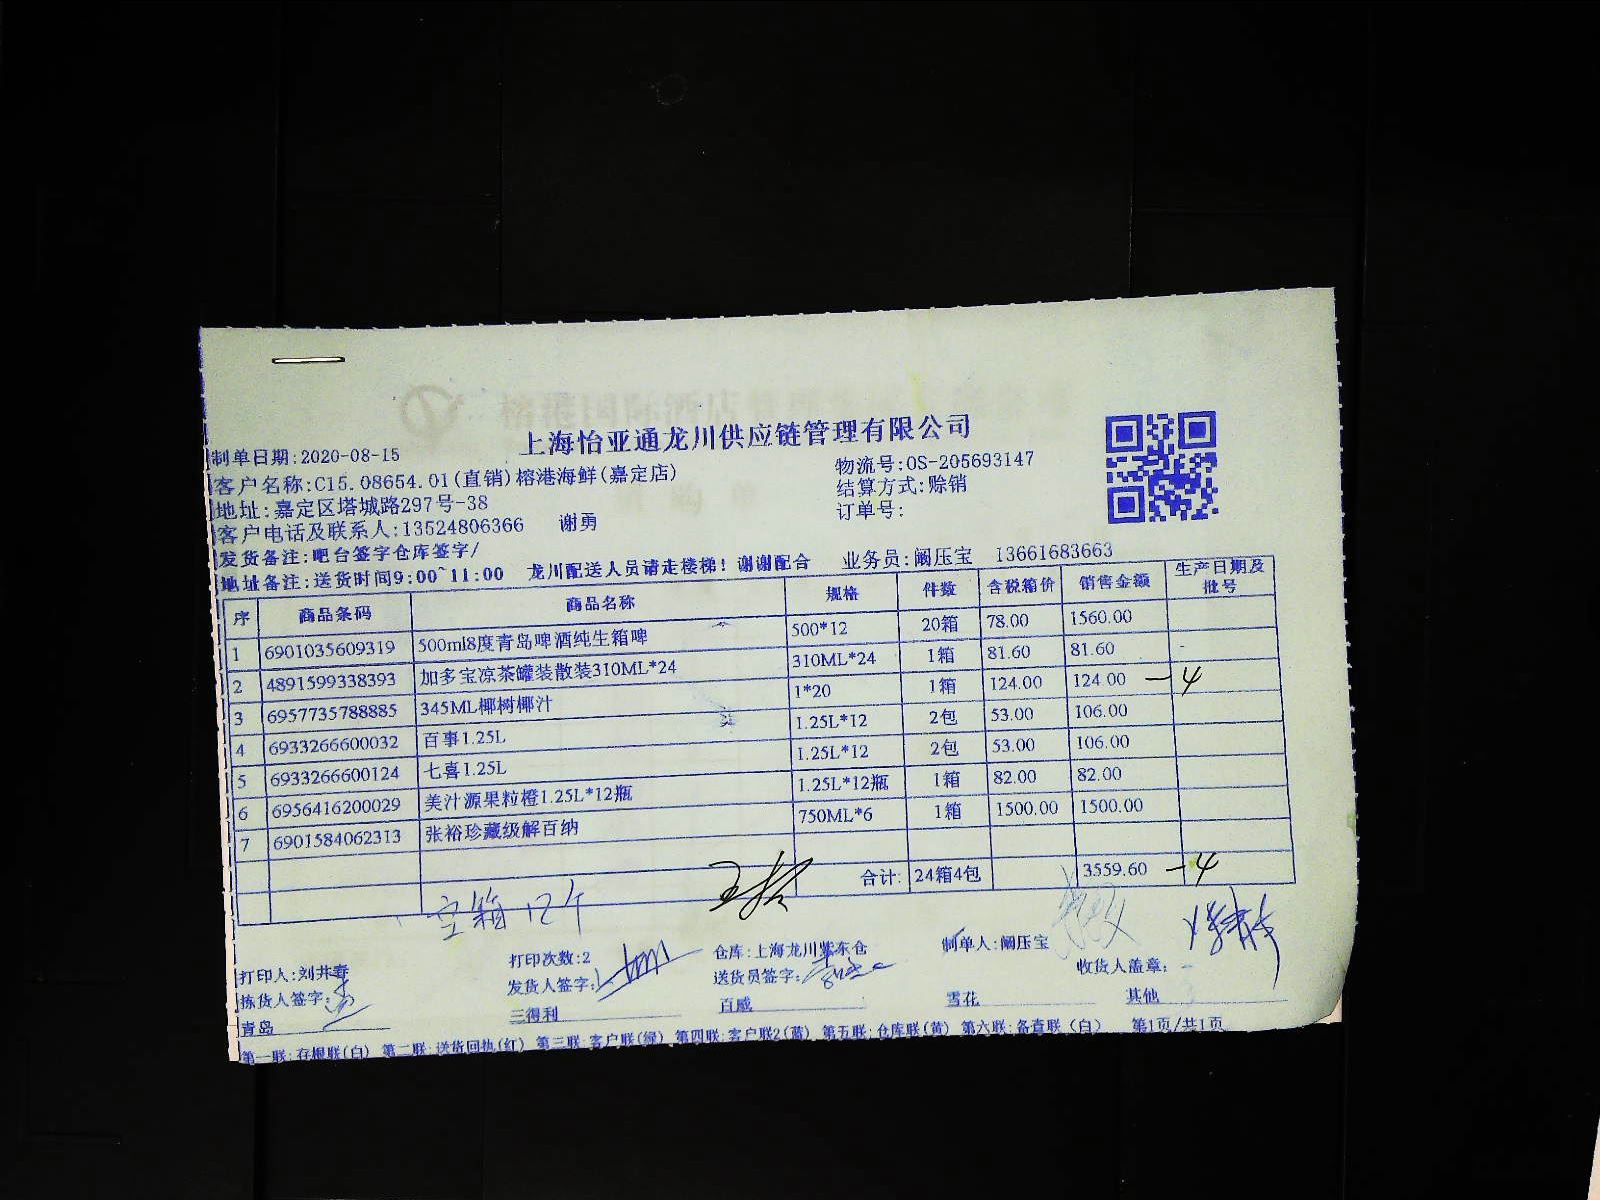 上海怡亚通龙川供应链管理有限公司
制单日期:2020-08-15
物流号:OS-205693147
客户名称:C15.08654.01(直销)榕港海鲜(嘉定店)
结算方式:赊销
地址:嘉定区塔城路297号-38
订单号:
客户电话及联系人:13524806366 谢勇
发货备注:吧台签字仓库签字/
业务员:阚压宝 13661683663
地址备注:送货时间9:00~11:00 龙川配送人员请走楼梯!谢谢配合
序 商品条码 商品名称 规格 件数 含税箱价 销售金额 生产日期及批号
1 6901035609319 500ml8度青岛啤酒纯生箱啤 500*12 20箱 78.00 1560.00
2 4891599338393 加多宝凉茶罐装散装310ML*24 310ML*24 1箱 81.60 81.60
3 6957735788885 345ML椰树椰汁 1*20 1箱 124.00 124.00 -4
4 6933266600032 百事1.25L 1.25L*12 2包 53.00 106.00
5 6933266600124 七喜1.25L 1.25L*12 2包 53.00 106.00
6 6956416200029 美汁源果粒橙1.25L*12瓶 1.25L*12瓶 1箱 82.00 82.00
7 6901584062313 张裕珍藏级解百纳 750ML*6 1箱 1500.00 1500.00
合计: 24箱4包 3559.60 -4
空箱12个
打印人:刘井春 打印次数:2 仓库:上海龙川紫东仓 制单人:阚压宝
拣货人签字: 发货人签字: 送货员签字: 收货人盖章:
青岛 三得利 百威 雪花 其他
第一联:存根联(白) 第二联:送货回执(红) 第三联:客户联(绿) 第四联:客户联2(蓝) 第五联:仓库联(黄) 第六联:备查联(白) 第1页/共1页